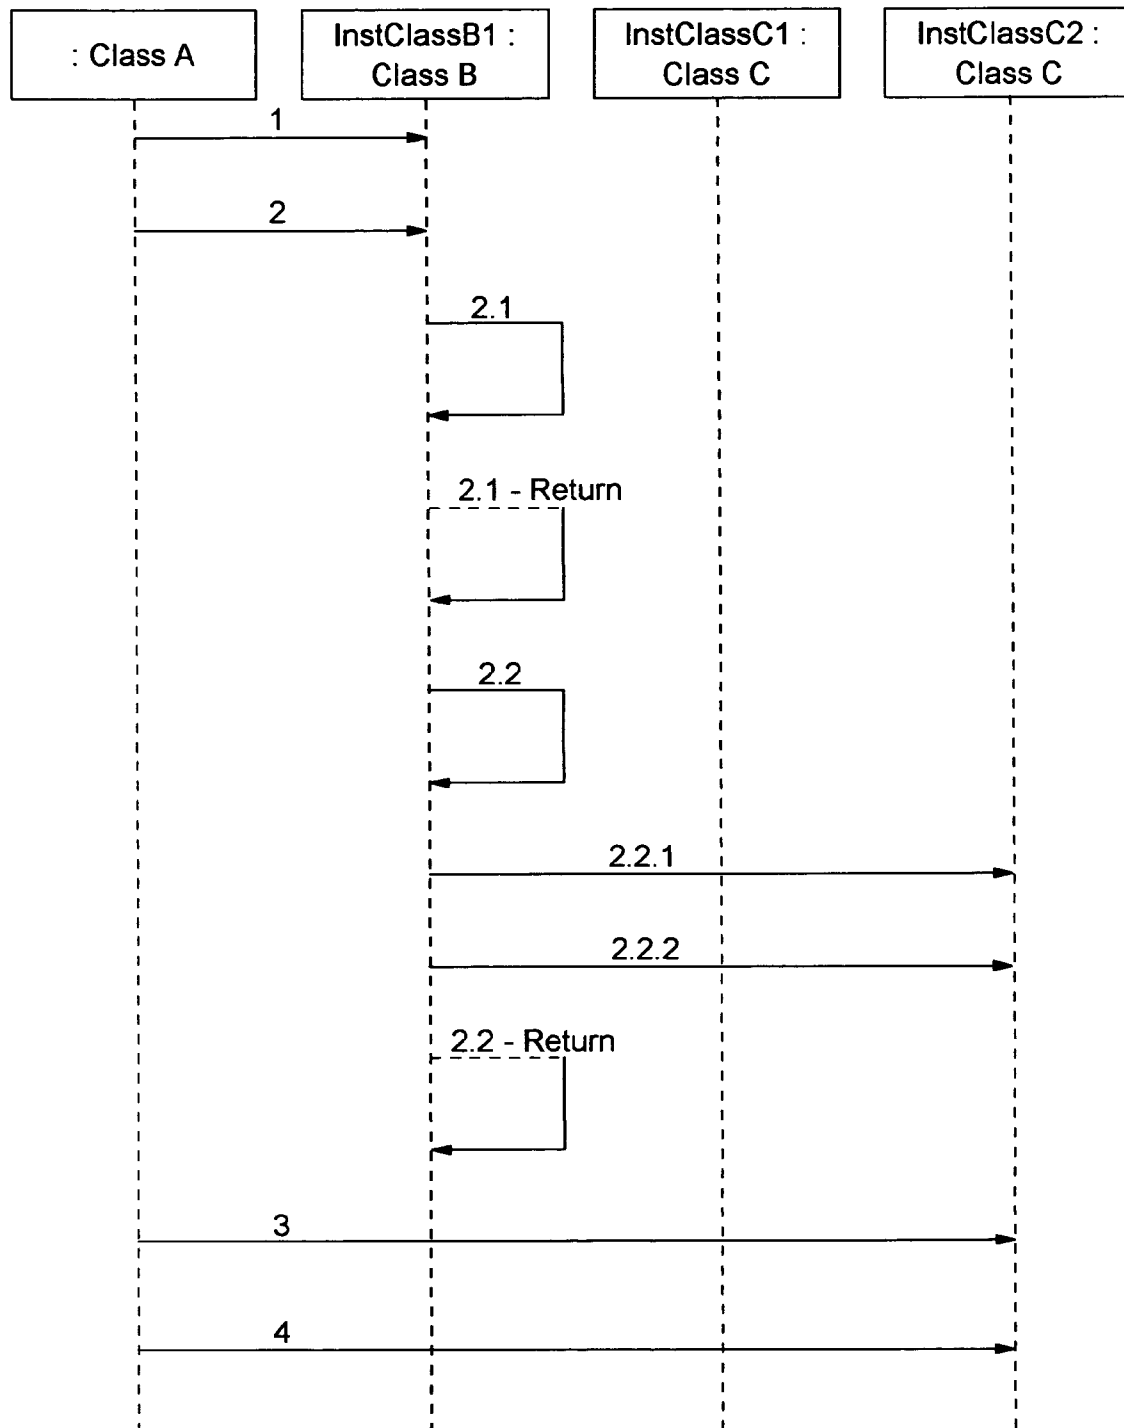 : Class A
InstClassB1 :
Class B
InstClassC1 :
Class C
InstClassC2 :
Class C
1
2
2.1
2.1 - Return
2.2
2.2.1
2.2.2
2.2 - Return
3
4